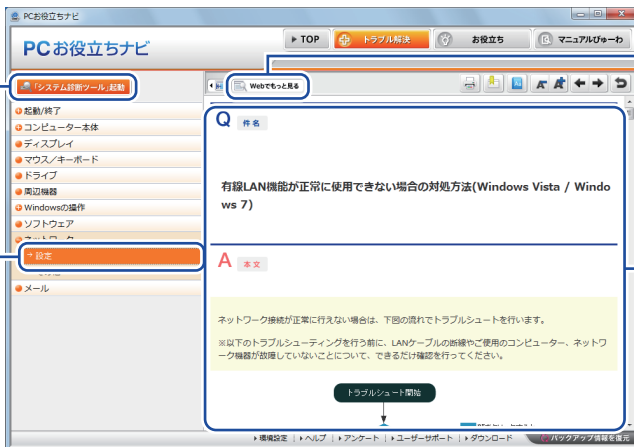 PCお役立ちナビ
PCお役立ちナビ
TOP
トラブル解決
お役立ち
マニュアルびゅーわ
「システム診断ツール」起動
Webでもっと見る
起動/終了
コンピューター本体
ディスプレイ
マウス／キーボード
ドライブ
周辺機器
Windowsの操作
ソフトウェア
ネットワーク
設定
メール
Q 件名
有線LAN機能が正常に使用できない場合の対処方法(Windows Vista / Windo
ws 7)
A 本文
ネットワーク接続が正常に行えない場合は、下図の流れでトラブルシュートを行います。
※以下のトラブルシューティングを行う前に、LANケーブルの断線やご使用のコンピューター、ネットワ
ーク機器が故障していないことについて、できるだけ確認を行ってください。
トラブルシュート開始
環境設定 | ヘルプ | アンケート | ユーザーサポート | ダウンロード
バックアップ情報を復元